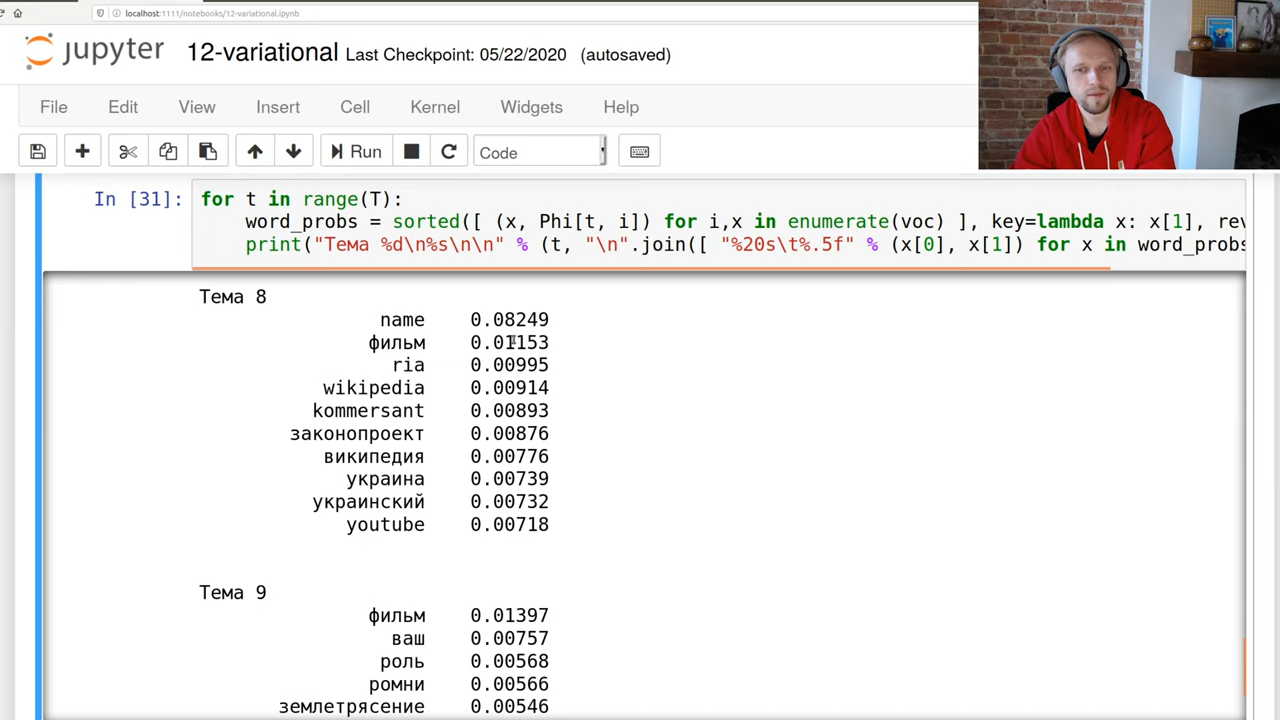 localhost:1111/notebooks/12-variational.ipynb
jupyter 12-variational Last Checkpoint: 05/22/2020 (autosaved)
File Edit View Insert Cell Kernel Widgets Help
Run Code
In [31]: for t in range(T):
word_probs = sorted([ (x, Phi[t, i]) for i,x in enumerate(voc) ], key=lambda x: x[1], rev
print("Тема %d\n%s\n\n" % (t, "\n".join([ "%20s\t%.5f" % (x[0], x[1]) for x in word_probs
Тема 8
name 0.08249
фильм 0.01153
ria 0.00995
wikipedia 0.00914
kommersant 0.00893
законопроект 0.00876
википедия 0.00776
украина 0.00739
украинский 0.00732
youtube 0.00718
Тема 9
фильм 0.01397
ваш 0.00757
роль 0.00568
ромни 0.00566
землетрясение 0.00546